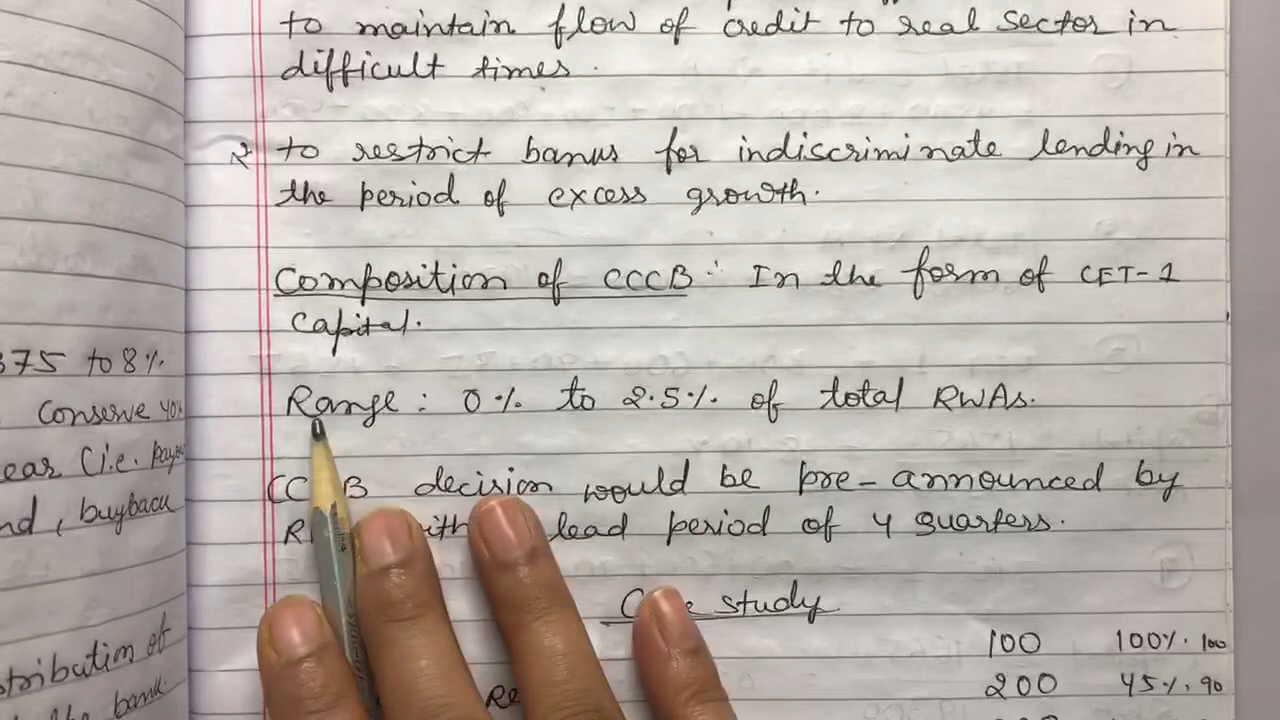 to maintain flow of credit to real sector in
difficult times.
2 to restrict banks for indiscriminate lending in
the period of excess growth.
Composition of CCCB: In the form of CET-1
Capital.
Range: 0% to 2.5% of total RWAs.
decision would be pre-announced by
lead period of 4 quarters.
study
100 100% 100
200 45% 90
375 to 8%
Conserve 40%
ear (i.e.
nd, buyback
stribution of
bank.